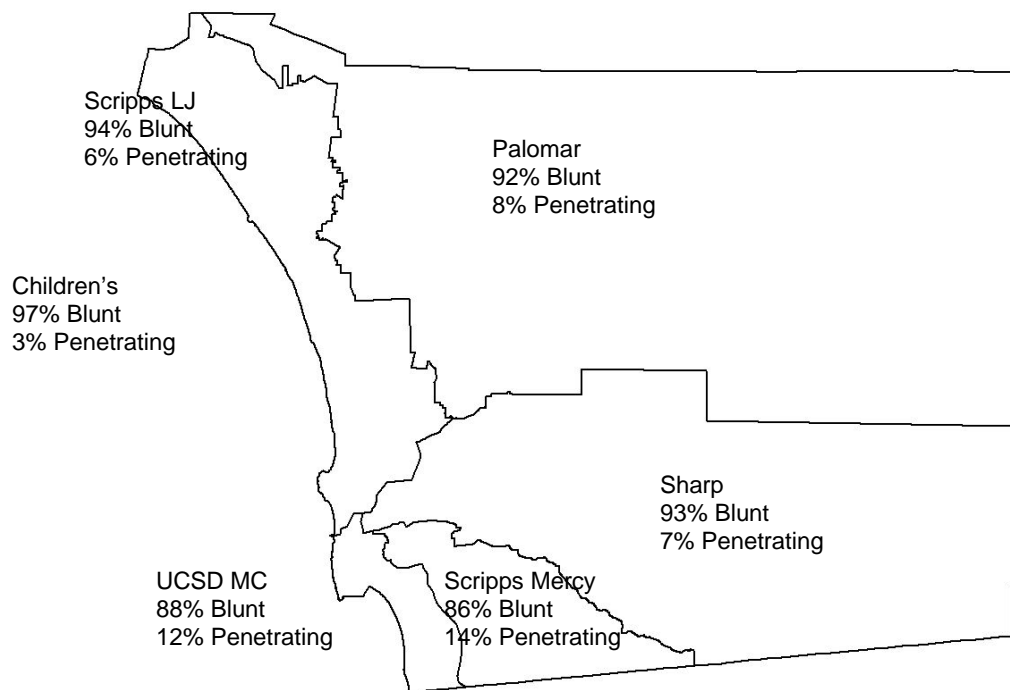 Scripps LJ
94% Blunt
6% Penetrating
Palomar
92% Blunt
8% Penetrating
Children's
97% Blunt
3% Penetrating
Sharp
93% Blunt
7% Penetrating
UCSD MC
88% Blunt
12% Penetrating
Scripps Mercy
86% Blunt
14% Penetrating